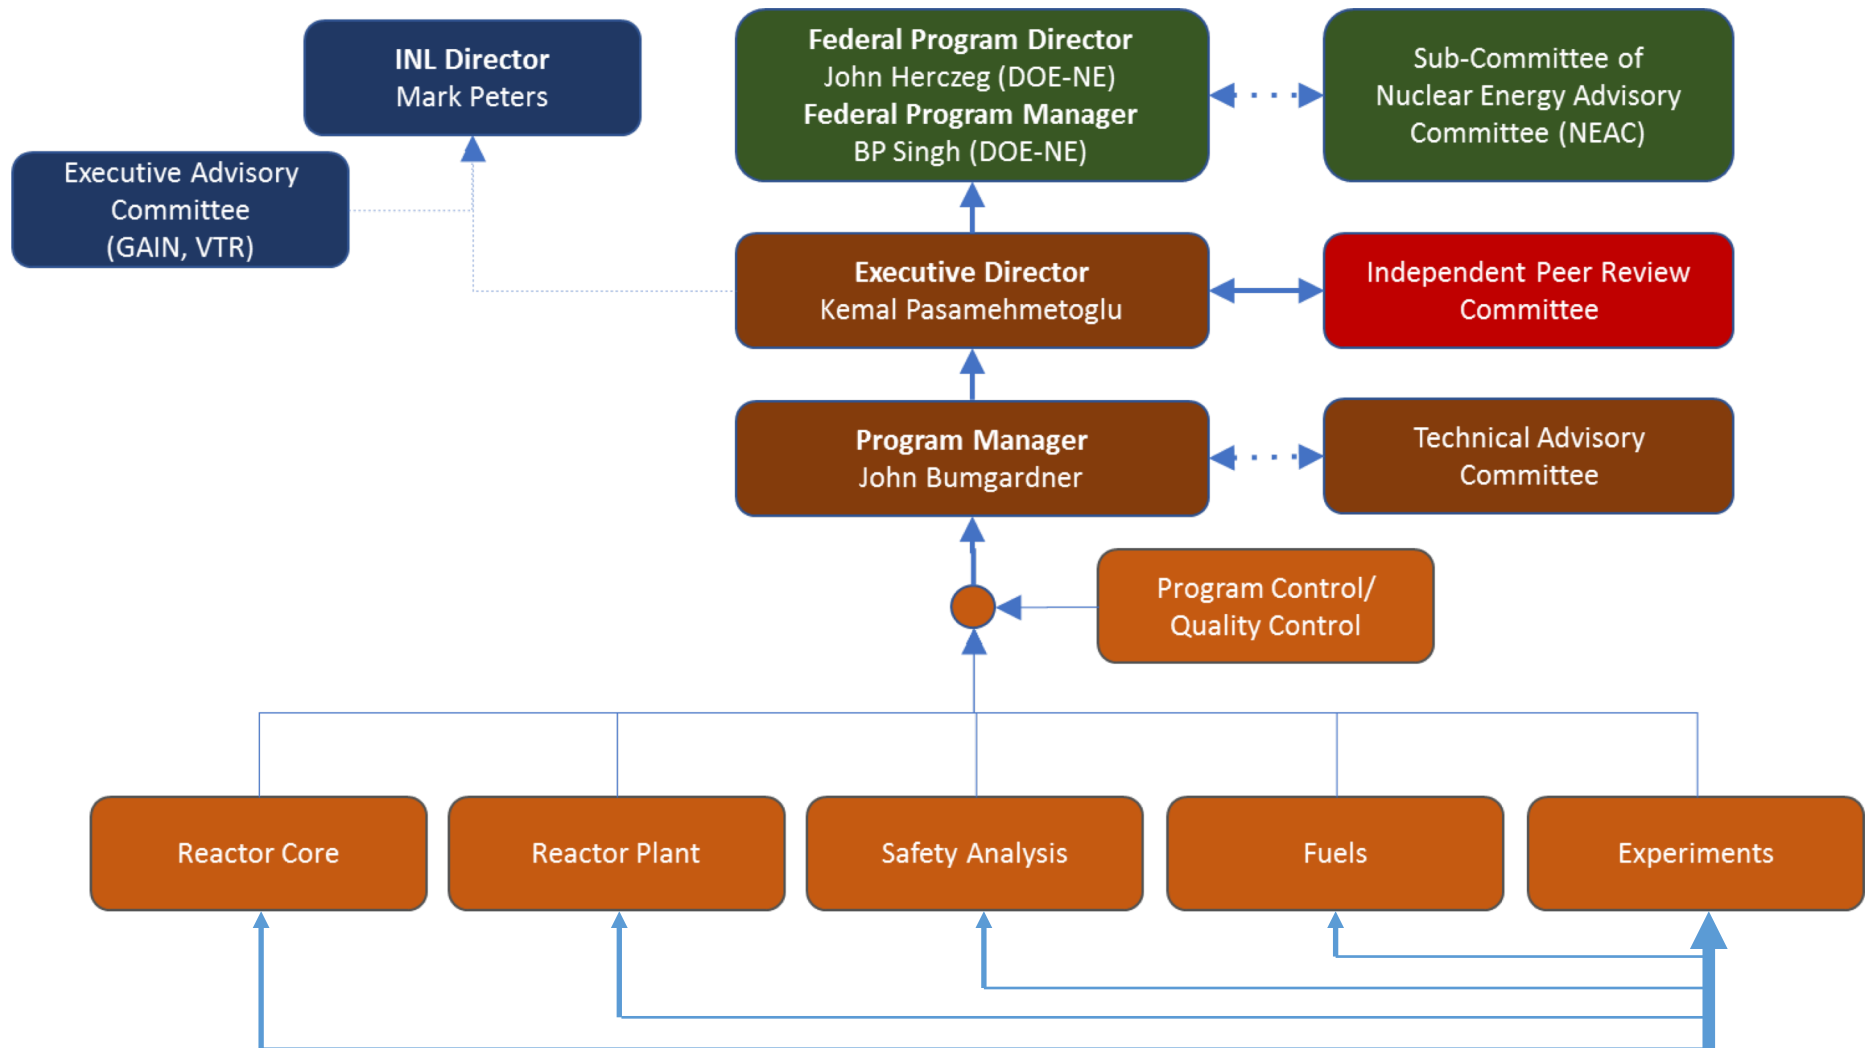 INL Director
Mark Peters
Federal Program Director
John Herczeg (DOE-NE)
Federal Program Manager
BP Singh (DOE-NE)
Sub-Committee of
Nuclear Energy Advisory
Committee (NEAC)
Executive Advisory
Committee
(GAIN, VTR)
Executive Director
Kemal Pasamehmetoglu
Independent Peer Review
Committee
Program Manager
John Bumgardner
Technical Advisory
Committee
Program Control/
Quality Control
Reactor Core
Reactor Plant
Safety Analysis
Fuels
Experiments